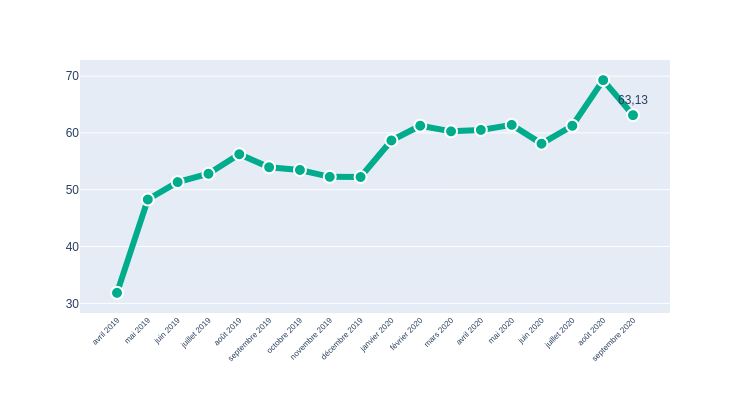 70
60
50
40
30
63,13
avril 2019
mai 2019
juin 2019
juillet 2019
août 2019
septembre 2019
octobre 2019
novembre 2019
décembre 2019
janvier 2020
février 2020
mars 2020
avril 2020
mai 2020
juin 2020
juillet 2020
août 2020
septembre 2020